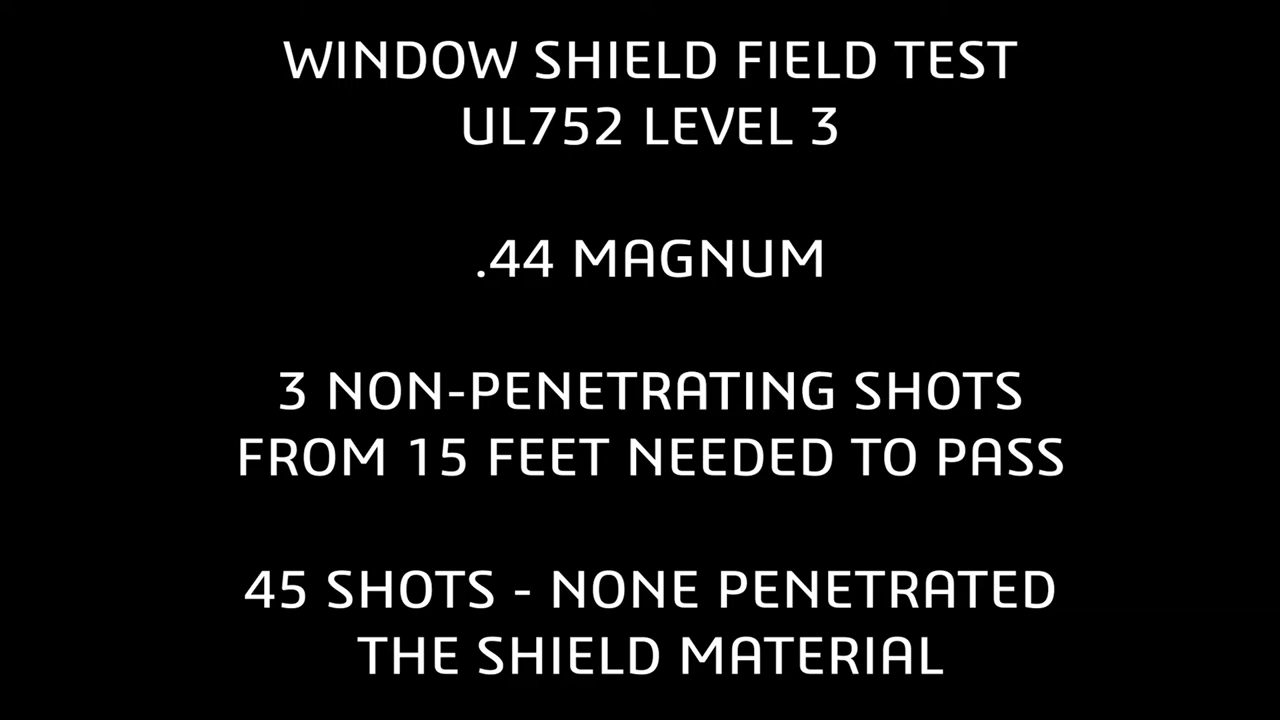 WINDOW SHIELD FIELD TEST
UL752 LEVEL 3
.44 MAGNUM
3 NON-PENETRATING SHOTS
FROM 15 FEET NEEDED TO PASS
45 SHOTS - NONE PENETRATED
THE SHIELD MATERIAL